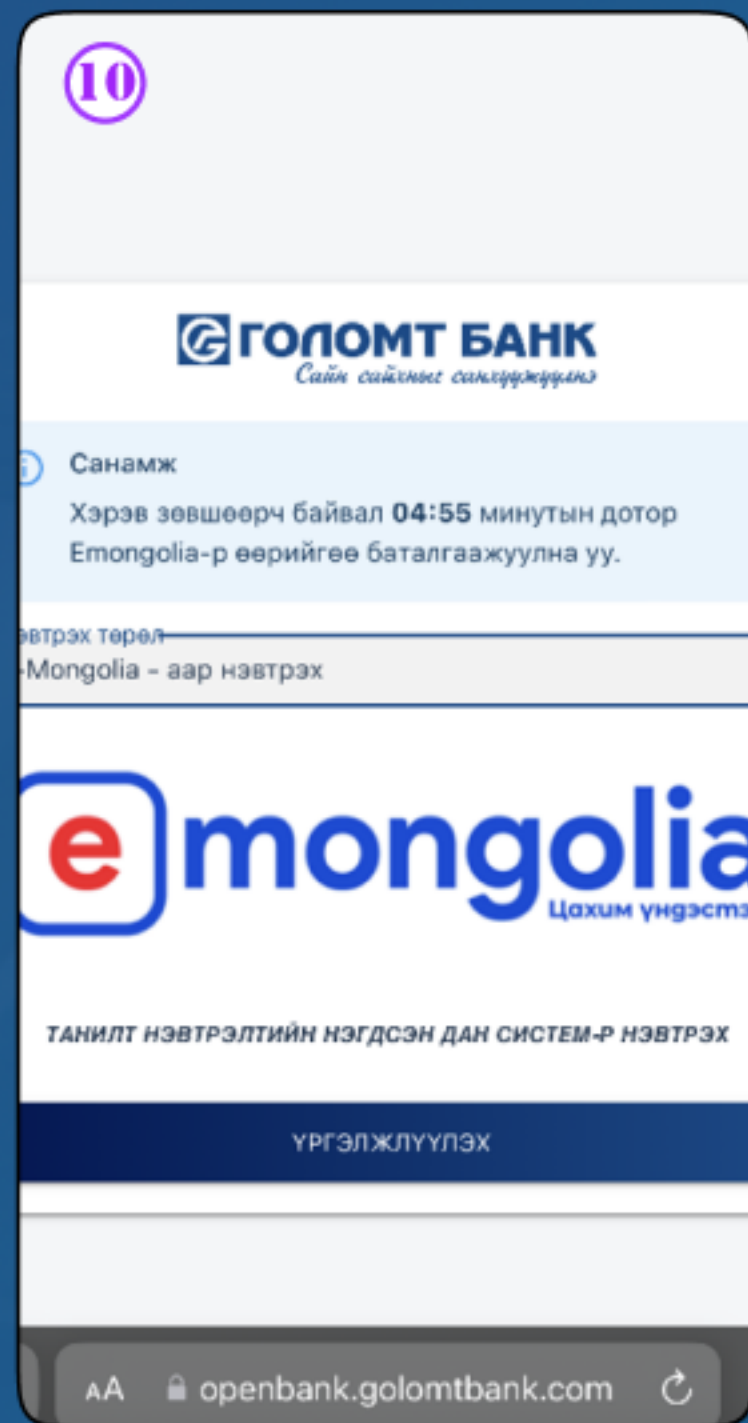 10
ГОЛОМТ БАНК
Сайн сайхныг санхүүжүүлнэ
Санамж
Хэрэв зөвшөөрч байвал 04:55 минутын дотор
Emongolia-р өөрийгөө баталгаажуулна уу.
эвтрэх төрөл
-Mongolia - аар нэвтрэх
e mongolia
Цахим үндэстэ
ТАНИЛТ НЭВТРЭЛТИЙН НЭГДСЭН ДАН СИСТЕМ-Р НЭВТРЭХ
ҮРГЭЛЖЛҮҮЛЭХ
AA openbank.golomtbank.com